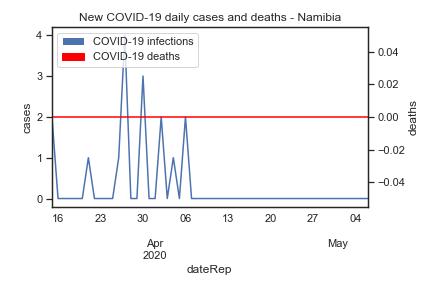 New COVID-19 daily cases and deaths - Namibia
COVID-19 infections
COVID-19 deaths
cases
4
3
2
1
0
deaths
0.04
0.02
0.00
−0.02
−0.04
16 23 30 06 13 20 27 04
Apr May
2020
dateRep